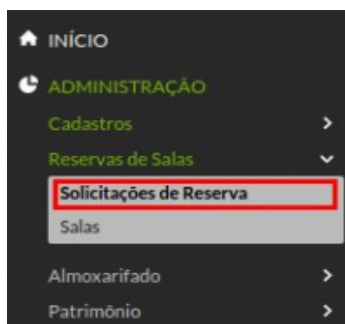 INÍCIO
ADMINISTRAÇÃO
Cadastros
Reservas de Salas
Solicitações de Reserva
Salas
Almoxarifado
Patrimônio